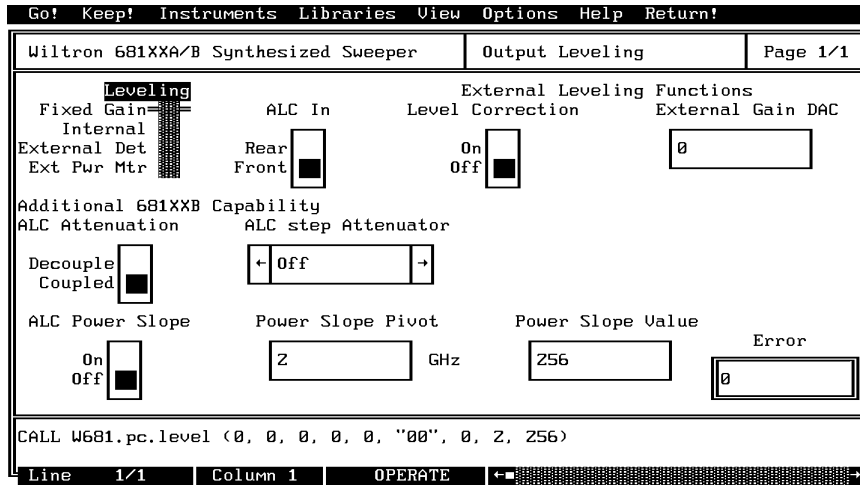 Go! Keep! Instruments Libraries View Options Help Return!
Wiltron 681XXA/B Synthesized Sweeper
Output Leveling
Page 1/1
Leveling
Fixed Gain
Internal
External Det
Ext Pwr Mtr
ALC In
Rear
Front
External Leveling Functions
Level Correction
On
Off
External Gain DAC
0
Additional 681XXB Capability
ALC Attenuation
Decouple
Coupled
ALC step Attenuator
← Off →
ALC Power Slope
On
Off
Power Slope Pivot
2 GHz
Power Slope Value
256
Error
0
CALL W681.pc.level (0, 0, 0, 0, 0, "00", 0, 2, 256)
Line 1/1 Column 1 OPERATE ← →